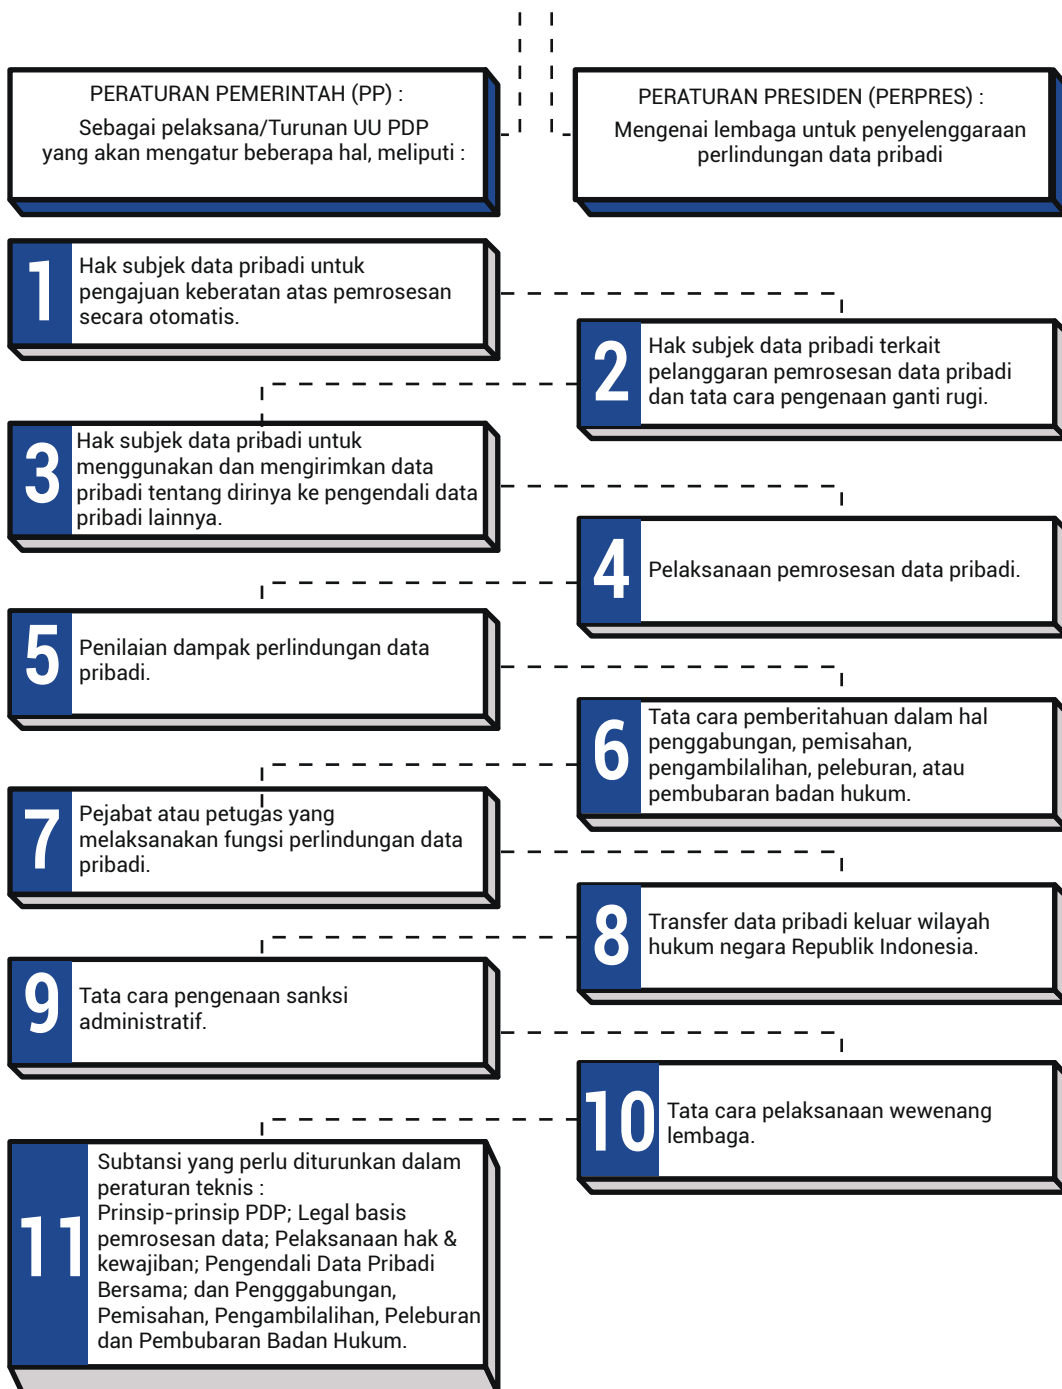 PERATURAN PEMERINTAH (PP) :
Sebagai pelaksana/Turunan UU PDP
yang akan mengatur beberapa hal, meliputi :
PERATURAN PRESIDEN (PERPRES) :
Mengenai lembaga untuk penyelenggaraan
perlindungan data pribadi
1
Hak subjek data pribadi untuk
pengajuan keberatan atas pemrosesan
secara otomatis.
2
Hak subjek data pribadi terkait
pelanggaran pemrosesan data pribadi
dan tata cara pengenaan ganti rugi.
3
Hak subjek data pribadi untuk
menggunakan dan mengirimkan data
pribadi tentang dirinya ke pengendali data
pribadi lainnya.
4
Pelaksanaan pemrosesan data pribadi.
5
Penilaian dampak perlindungan data
pribadi.
6
Tata cara pemberitahuan dalam hal
penggabungan, pemisahan,
pengambilalihan, peleburan, atau
pembubaran badan hukum.
7
Pejabat atau petugas yang
melaksanakan fungsi perlindungan data
pribadi.
8
Transfer data pribadi keluar wilayah
hukum negara Republik Indonesia.
9
Tata cara pengenaan sanksi
administratif.
10
Tata cara pelaksanaan wewenang
lembaga.
11
Subtansi yang perlu diturunkan dalam
peraturan teknis :
Prinsip-prinsip PDP; Legal basis
pemrosesan data; Pelaksanaan hak &
kewajiban; Pengendali Data Pribadi
Bersama; dan Pengggabungan,
Pemisahan, Pengambilalihan, Peleburan
dan Pembubaran Badan Hukum.